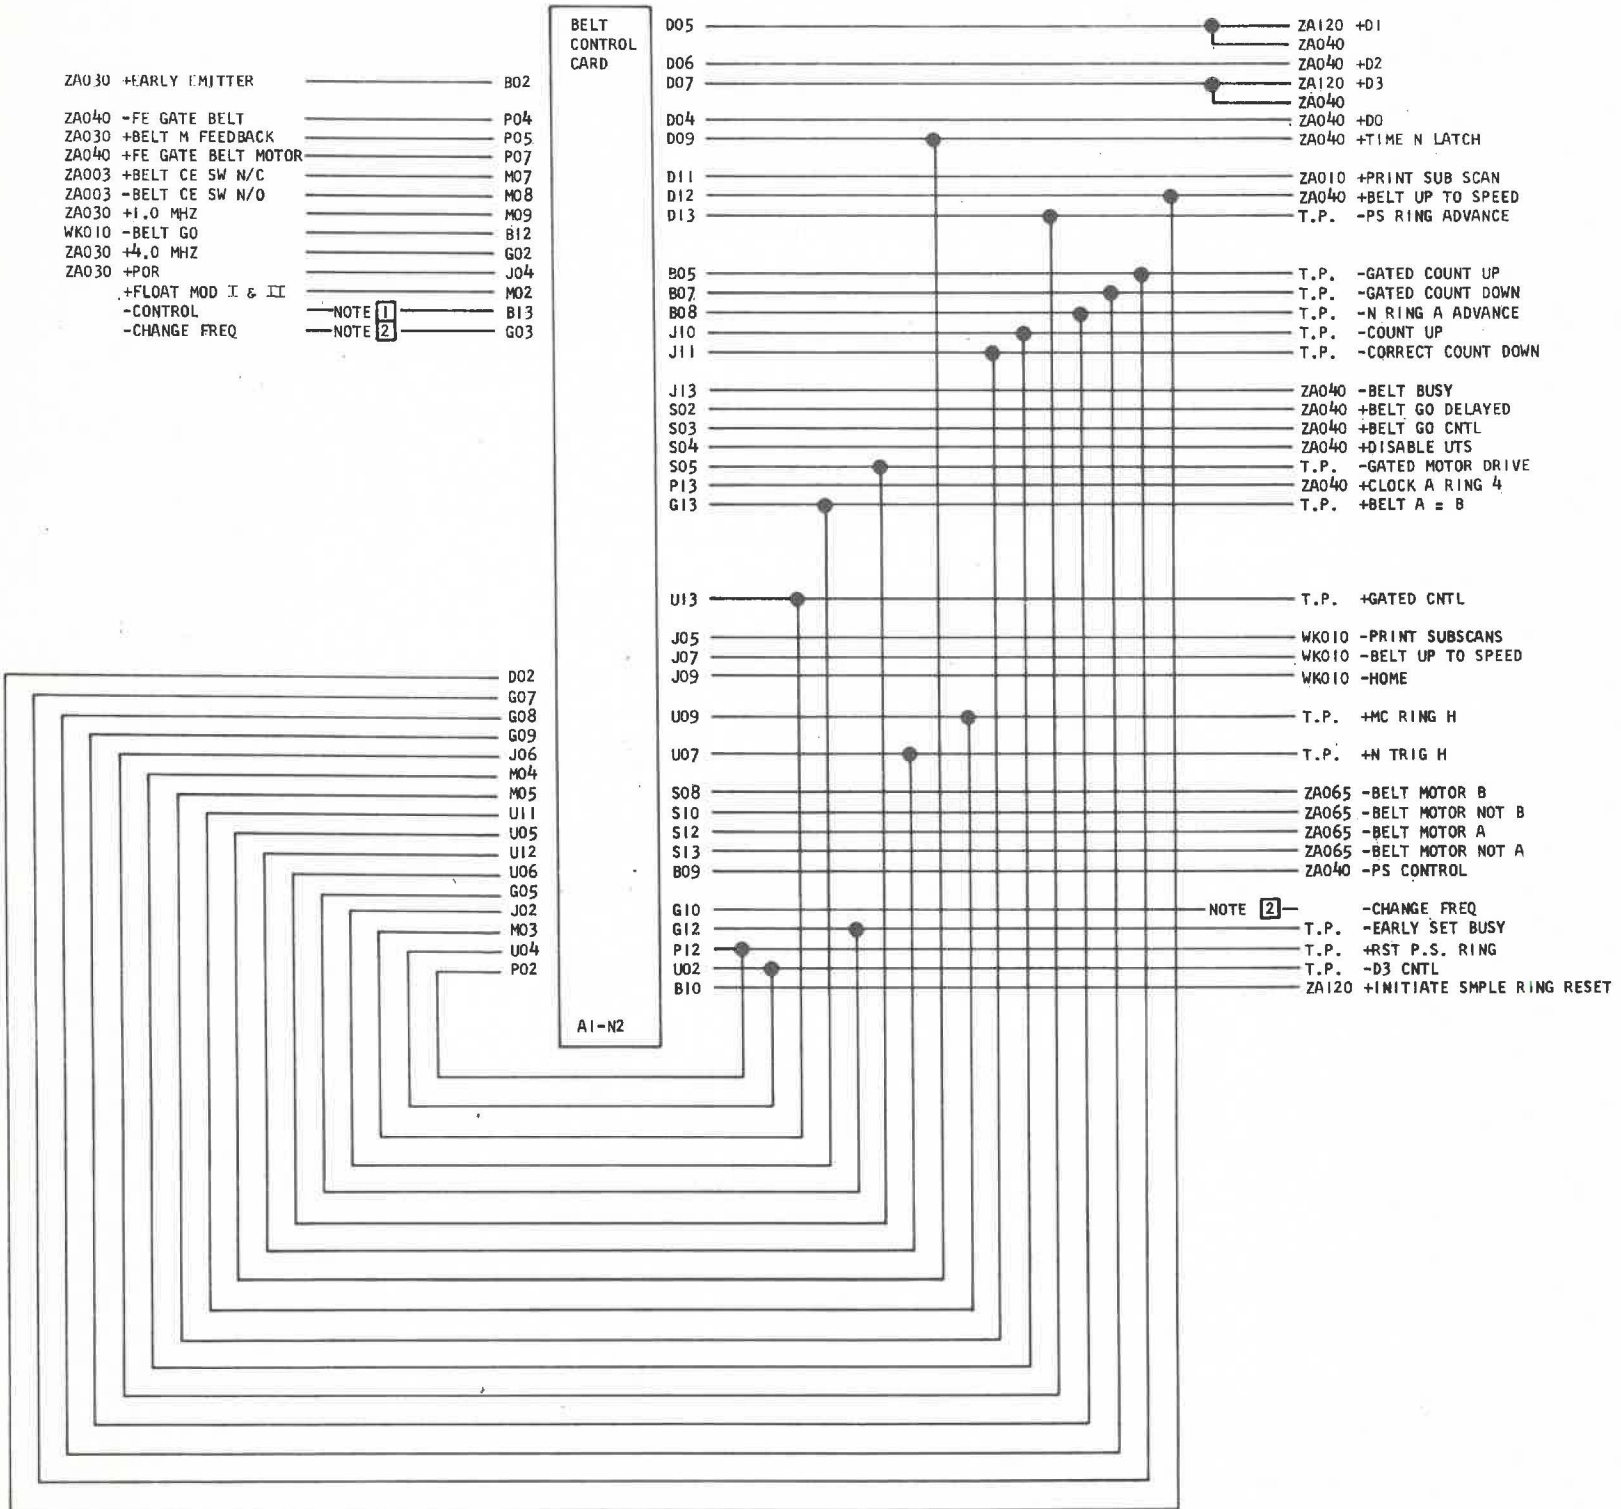 BELT
CONTROL
CARD
ZA030 +EARLY EMITTER B02
ZA040 -FE GATE BELT P04
ZA030 +BELT M FEEDBACK P05
ZA040 +FE GATE BELT MOTOR P07
ZA003 +BELT CE SW N/C M07
ZA003 -BELT CE SW N/O M08
ZA030 +1.0 MHZ M09
WK010 -BELT GO B12
ZA030 +4.0 MHZ G02
ZA030 +POR J04
+FLOAT MOD I & II M02
-CONTROL NOTE 1 B13
-CHANGE FREQ NOTE 2 G03
D02
G07
G08
G09
J06
M04
M05
U11
U05
U12
U06
G05
J02
M03
U04
P02
A1-N2
D05 ZA120 +D1
ZA040
D06 ZA040 +D2
D07 ZA120 +D3
ZA040
D04 ZA040 +D0
D09 ZA040 +TIME N LATCH
D11 ZA010 +PRINT SUB SCAN
D12 ZA040 +BELT UP TO SPEED
D13 T.P. -PS RING ADVANCE
B05 T.P. -GATED COUNT UP
B07 T.P. -GATED COUNT DOWN
B08 T.P. -N RING A ADVANCE
J10 T.P. -COUNT UP
J11 T.P. -CORRECT COUNT DOWN
J13 ZA040 -BELT BUSY
S02 ZA040 +BELT GO DELAYED
S03 ZA040 +BELT GO CNTL
S04 ZA040 +DISABLE UTS
S05 T.P. -GATED MOTOR DRIVE
P13 ZA040 +CLOCK A RING 4
G13 T.P. +BELT A = B
U13 T.P. +GATED CNTL
J05 WK010 -PRINT SUBSCANS
J07 WK010 -BELT UP TO SPEED
J09 WK010 -HOME
U09 T.P. +MC RING H
U07 T.P. +N TRIG H
S08 ZA065 -BELT MOTOR B
S10 ZA065 -BELT MOTOR NOT B
S12 ZA065 -BELT MOTOR A
S13 ZA065 -BELT MOTOR NOT A
B09 ZA040 -PS CONTROL
G10 NOTE 2 -CHANGE FREQ
G12 T.P. -EARLY SET BUSY
P12 T.P. +RST P.S. RING
U02 T.P. -D3 CNTL
B10 ZA120 +INITIATE SMPLE RING RESET